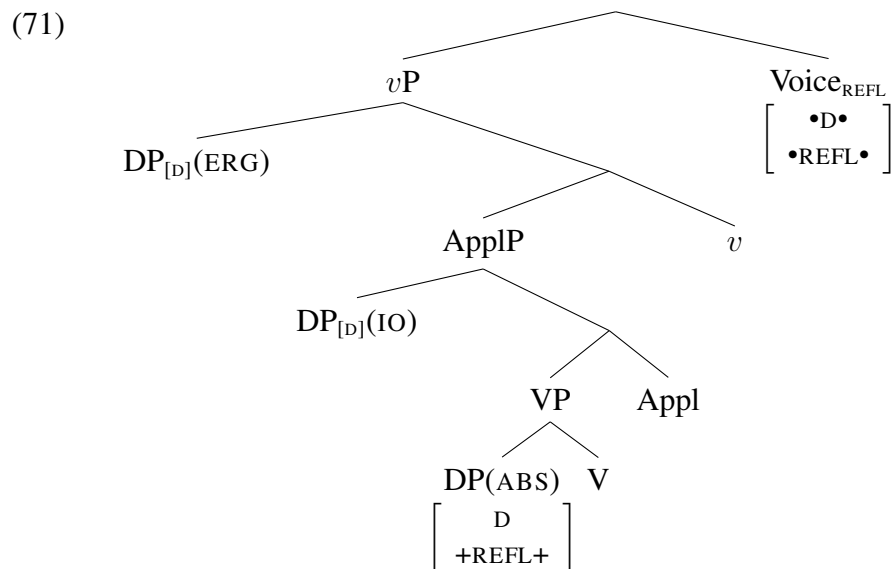 (71)
vP Voice_REFL
[ •D• ]
[ •REFL• ]
DP_[D](ERG)
ApplP v
DP_[D](IO)
VP Appl
DP(ABS) V
[ D ]
[ +REFL+ ]